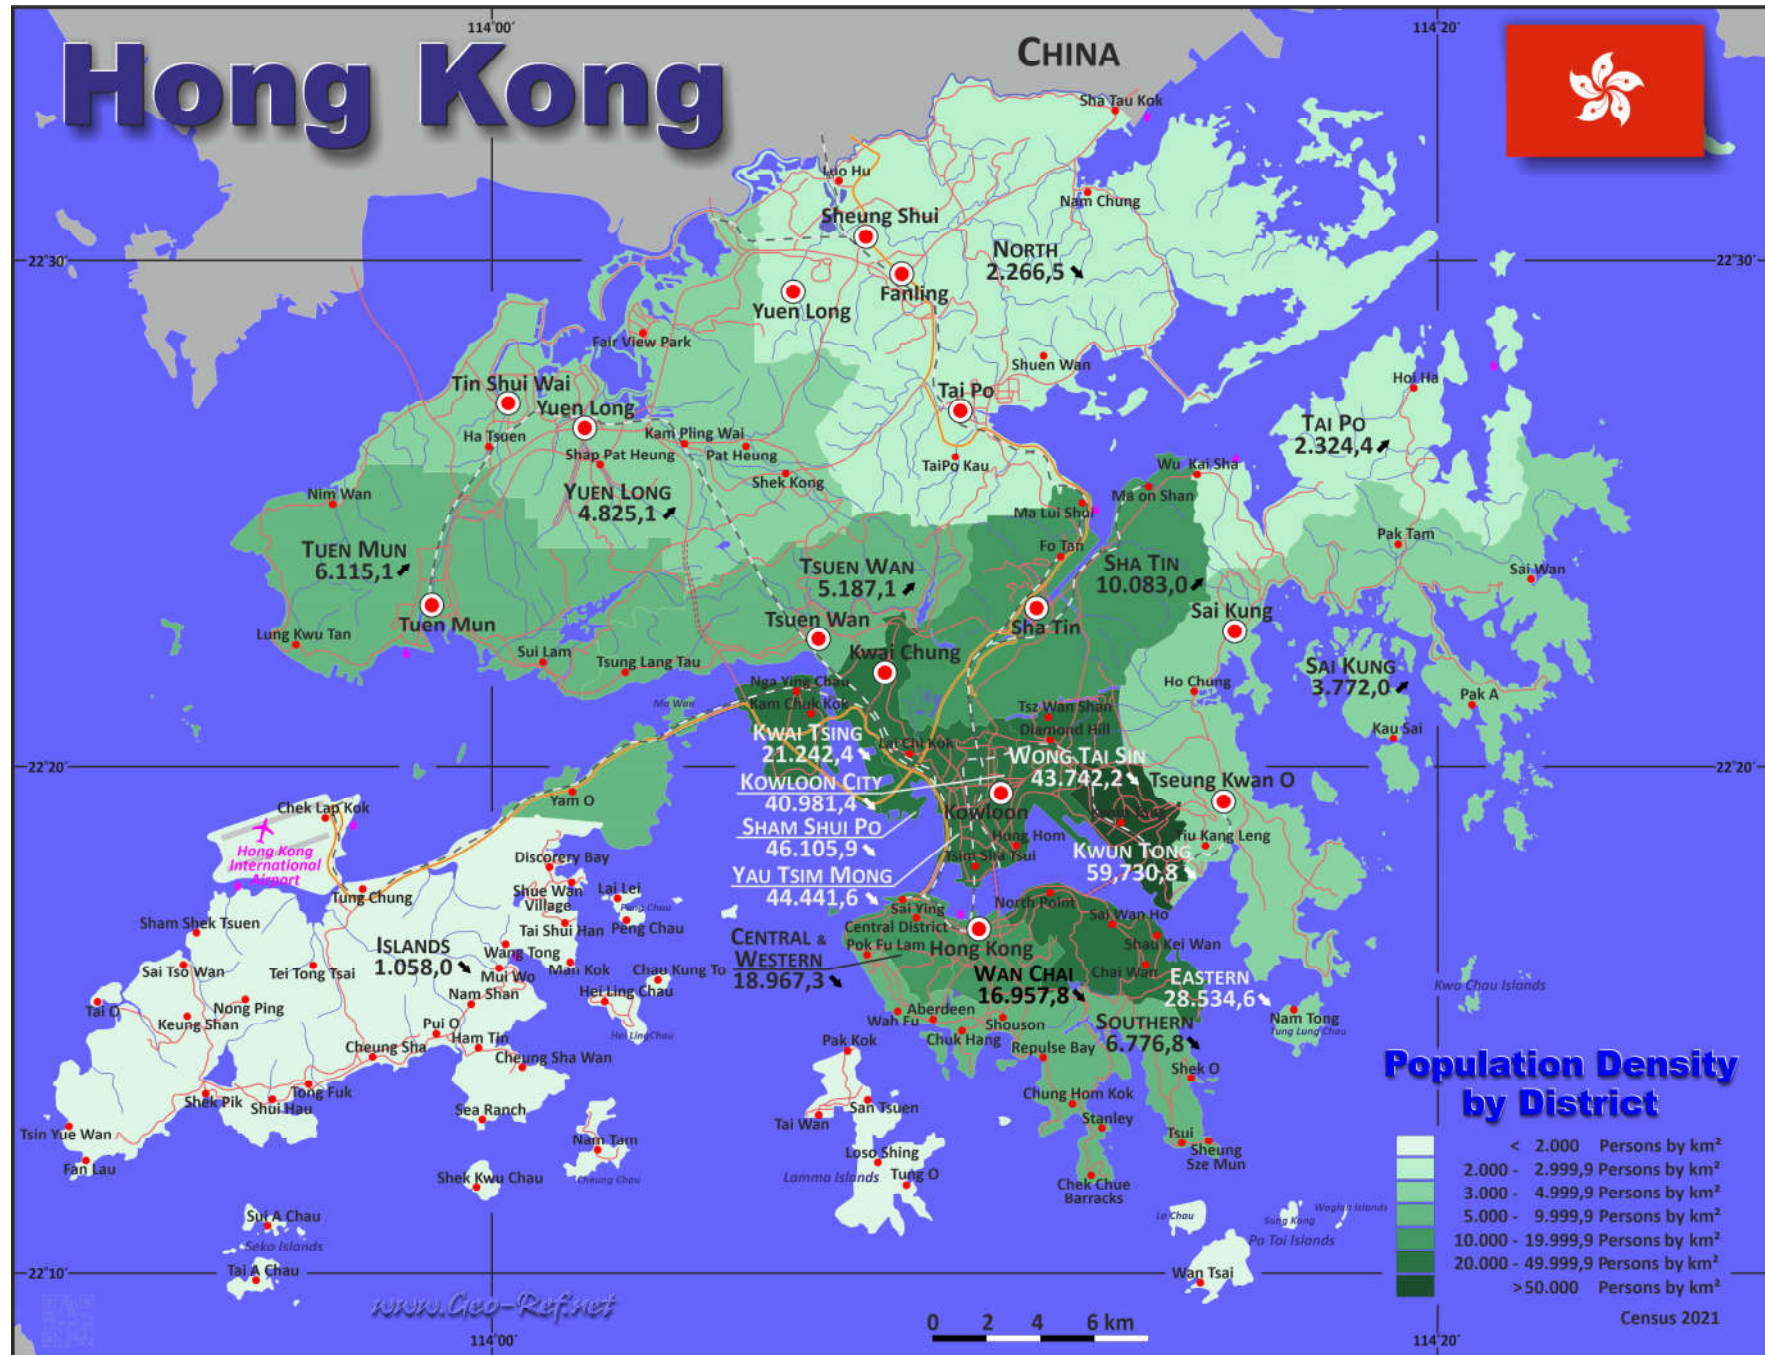 114°00´
114°20´
Hong Kong
CHINA
Sha Tau Kok
Luo Hu
Nam Chung
Sheung Shui
NORTH
2.266,5
22°30´
22°30´
Fanling
Yuen Long
Fair View Park
Shuen Wan
Tin Shui Wai
Yuen Long
Tai Po
Hoi Ha
TAI PO
2.324,4
Ha Tsuen
Kam Pling Wai
Pat Heung
Shap Pat Heung
TaiPo Kau
Wu Kai Sha
Shek Kong
Ma on Shan
Nim Wan
YUEN LONG
4.825,1
Ma Lui Shui
Pak Tam
Fo Tan
TUEN MUN
6.115,1
TSUEN WAN
5.187,1
SHA TIN
10.083,0
Sai Wan
Sai Kung
Tuen Mun
Tsuen Wan
Sha Tin
Lung Kwu Tan
Kwai Chung
Sui Lam
Tsung Lang Tau
SAI KUNG
3.772,0
Nga Ying Chau
Ho Chung
Pak A
Ma Wan
Kam Chuk Kok
Tsz Wan Shan
Diamond Hill
Kau Sai
KWAI TSING
21.242,4
Lai Chi Kok
WONG TAI SIN
43.742,2
22°20´
22°20´
KOWLOON CITY
40.981,4
Tseung Kwan O
Yam O
Chek Lap Kok
Kowloon
SHAM SHUI PO
46.105,9
Hung Hom
Tiu Kang Leng
Hong Kong
International
Airport
Discorery Bay
Tsim Sha Tsui
KWUN TONG
59,730,8
YAU TSIM MONG
44.441,6
Tung Chung
Shue Wan
Village
Lai Lei
Peng Chau
Peng Chau
Sai Ying
North Point
Sai Wan Ho
Sham Shek Tsuen
Tai Shui Han
Central District
Shau Kei Wan
ISLANDS
1.058,0
Wang Tong
CENTRAL &
WESTERN
18.967,3
Pok Fu Lam
Hong Kong
Sai Tso Wan
Tei Tong Tsai
Mui Wo
Man Kok
Chau Kung To
WAN CHAI
16.957,8
Chai Wan
EASTERN
28.534,6
Kwo Chau Islands
Tai O
Nong Ping
Nam Shan
Hei Ling Chau
Hei LingChau
Keung Shan
Wah Fu
Aberdeen
Shouson
Nam Tong
Tung Lung Chau
Pui O
Ham Tin
Chuk Hang
SOUTHERN
6.776,8
Cheung Sha
Cheung Sha Wan
Pak Kok
Repulse Bay
Shek O
Shek Pik
Tong Fuk
Shui Hau
Sea Ranch
San Tsuen
Chung Hom Kok
Tsin Yue Wan
Tai Wan
Stanley
Tsui
Nam Tam
Loso Shing
Sheung
Sze Mun
Fan Lau
Shek Kwu Chau
Cheung Chau
Lamma Islands
Tung O
Chek Chue
Barracks
Sui A Chau
Seko Islands
Lo Chau
Sung Kong
Waglan Islands
Po Toi Islands
Tai A Chau
Wan Tsai
22°10´
Population Density
by District
< 2.000 Persons by km²
2.000 - 2.999,9 Persons by km²
3.000 - 4.999,9 Persons by km²
5.000 - 9.999,9 Persons by km²
10.000 - 19.999,9 Persons by km²
20.000 - 49.999,9 Persons by km²
>50.000 Persons by km²
Census 2021
www.Geo-Ref.net
0 2 4 6 km
114°00´
114°20´